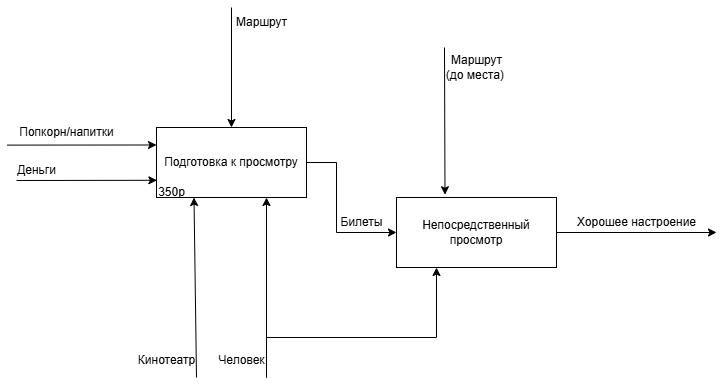 Маршрут
Маршрут
(до места)
Попкорн/напитки
Деньги
Подготовка к просмотру
350р
Билеты
Непосредственный
просмотр
Хорошее настроение
Кинотеатр
Человек